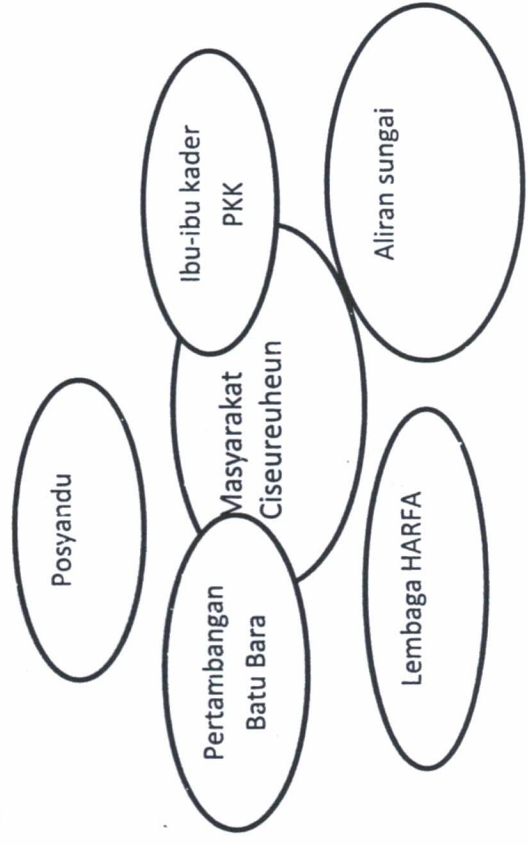 Posyandu
Pertambangan
Batu Bara
Masyarakat
Ciseureuheun
Ibu-ibu kader
PKK
Lembaga HARFA
Aliran sungai